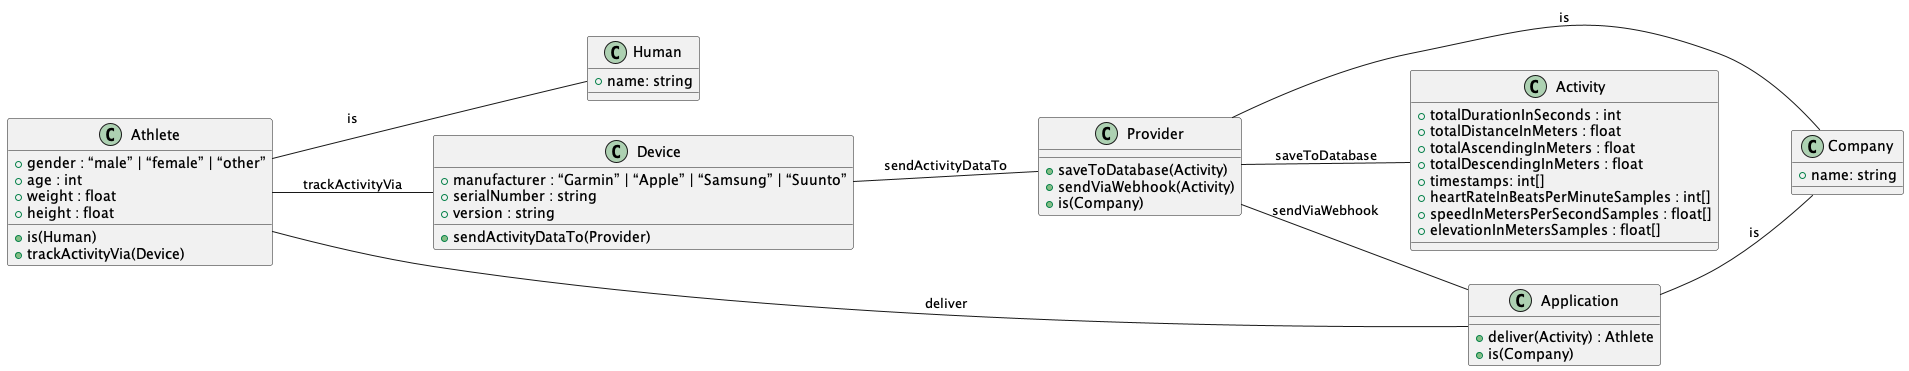 C Athlete
gender : “male” | “female” | “other”
age : int
weight : float
height : float
is(Human)
trackActivityVia(Device)
is
trackActivityVia
deliver
C Human
name: string
C Device
manufacturer : “Garmin” | “Apple” | “Samsung” | “Suunto”
serialNumber : string
version : string
sendActivityDataTo(Provider)
sendActivityDataTo
C Provider
saveToDatabase(Activity)
sendViaWebhook(Activity)
is(Company)
saveToDatabase
sendViaWebhook
is
C Activity
totalDurationInSeconds : int
totalDistanceInMeters : float
totalAscendingInMeters : float
totalDescendingInMeters : float
timestamps: int[]
heartRateInBeatsPerMinuteSamples : int[]
speedInMetersPerSecondSamples : float[]
elevationInMetersSamples : float[]
C Application
deliver(Activity) : Athlete
is(Company)
is
C Company
name: string